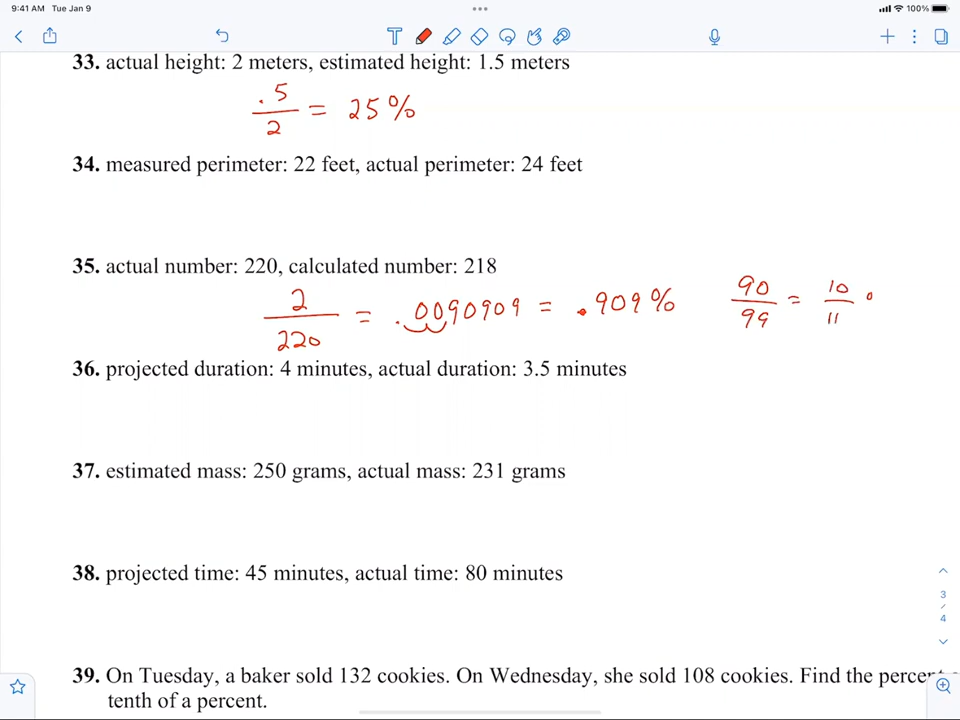 9:41 AM Tue Jan 9
100%
33. actual height: 2 meters, estimated height: 1.5 meters
.5/2 = 25%
34. measured perimeter: 22 feet, actual perimeter: 24 feet
35. actual number: 220, calculated number: 218
2/220 = .0090909 = .909% 90/99 = 10/11
36. projected duration: 4 minutes, actual duration: 3.5 minutes
37. estimated mass: 250 grams, actual mass: 231 grams
38. projected time: 45 minutes, actual time: 80 minutes
3/4
39. On Tuesday, a baker sold 132 cookies. On Wednesday, she sold 108 cookies. Find the
tenth of a percent.